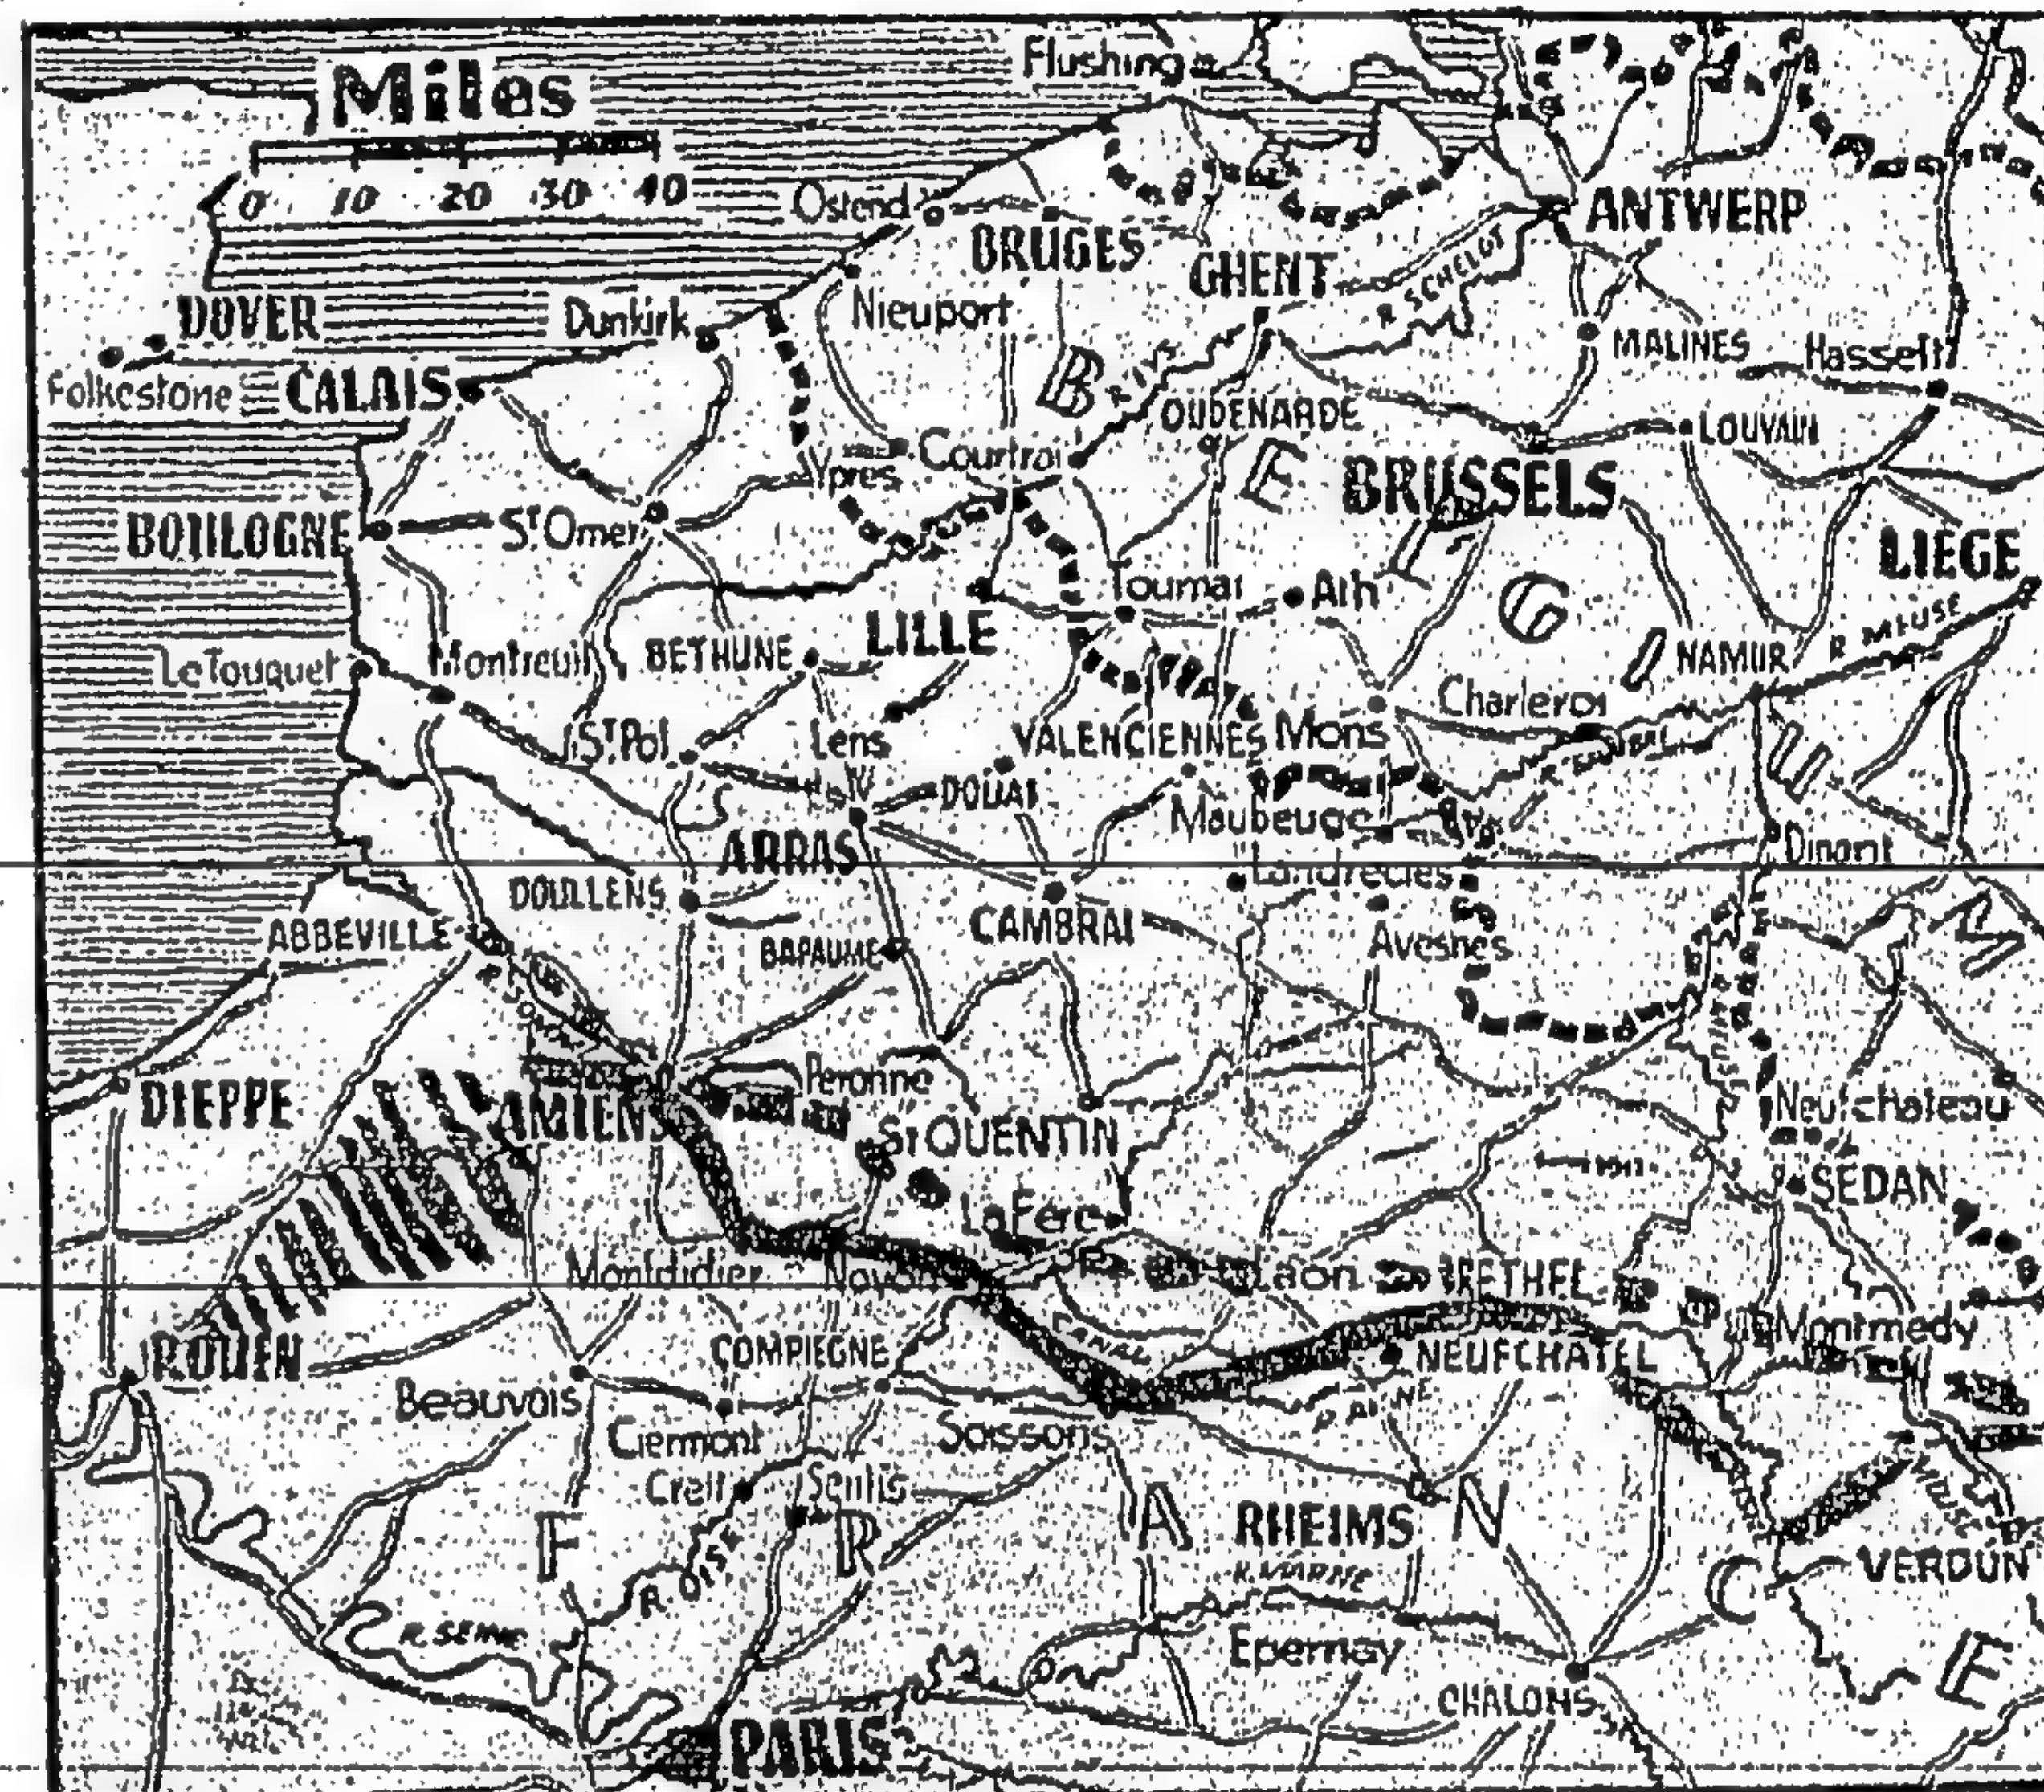 Flushing
Miles
0 10 20 30 40
Ostend
ANTWERP
BRUGES
GHENT
R. SCHELDT
DOVER
Dunkirk
Nieuport
MALINES
Hasselt
Folkestone
CALAIS
B
R. LYS
OUDENARDE
LOUVAIN
Ypres
Courtrai
E
BRUSSELS
BOULOGNE
St Omer
L
LIEGE
Tournai
Ath
G
LILLE
R MEUSE
Le Touquet
Montreuil
BETHUNE
I
NAMUR
Charleroi
St Pol
Lens
VALENCIENNES
Mons
U
DOUAI
Maubeuge
ARRAS
Dinant
Landrecies
DOULLENS
ABBEVILLE
CAMBRAI
M
BAPAUME
Avesnes
R. SOMME
Peronne
DIEPPE
AMIENS
Neufchateau
St QUENTIN
SEDAN
La Fere
Montdidier
Noyon
Laon
RETHEL
Montmedy
ROUEN
COMPIEGNE
CANAL
NEUFCHATEL
Beauvais
R AISNE
Clermont
Soissons
Creil
Senlis
F
R
A
RHEIMS
N
R. OISE
R. MARNE
VERDUN
C
R. SEINE
Epernay
E
CHALONS
PARIS